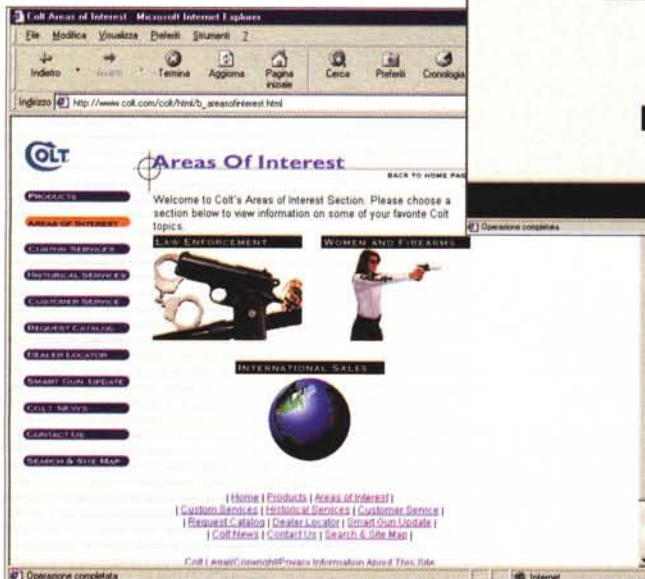 Colt Areas of Interest - Microsoft Internet Explorer
File Modifica Visualizza Preferiti Strumenti ?
Indietro Avanti Termina Aggiorna Pagina iniziale Cerca Preferiti Cronologia
Indirizzo http://www.colt.com/colt/html/b_areasofinterest.html
COLT
Areas Of Interest
BACK TO HOME PAG
Welcome to Colt's Areas of Interest Section. Please choose a
section below to view information on some of your favorite Colt
topics.
PRODUCTS
AREAS OF INTEREST
CUSTOM SERVICES
HISTORICAL SERVICES
CUSTOMER SERVICE
REQUEST CATALOG
DEALER LOCATOR
SMART GUN UPDATE
COLT NEWS
CONTACT US
SEARCH & SITE MAP
LAW ENFORCEMENT
WOMEN AND FIREARMS
INTERNATIONAL SALES
| Home | Products | Areas of Interest |
| Custom Services | Historical Services | Customer Service |
| Request Catalog | Dealer Locator | Smart Gun Update |
| Colt News | Contact Us | Search & Site Map |
Colt Legal/Copyright/Privacy Information About This Site
Operazione completata
Internet
Operazione completata